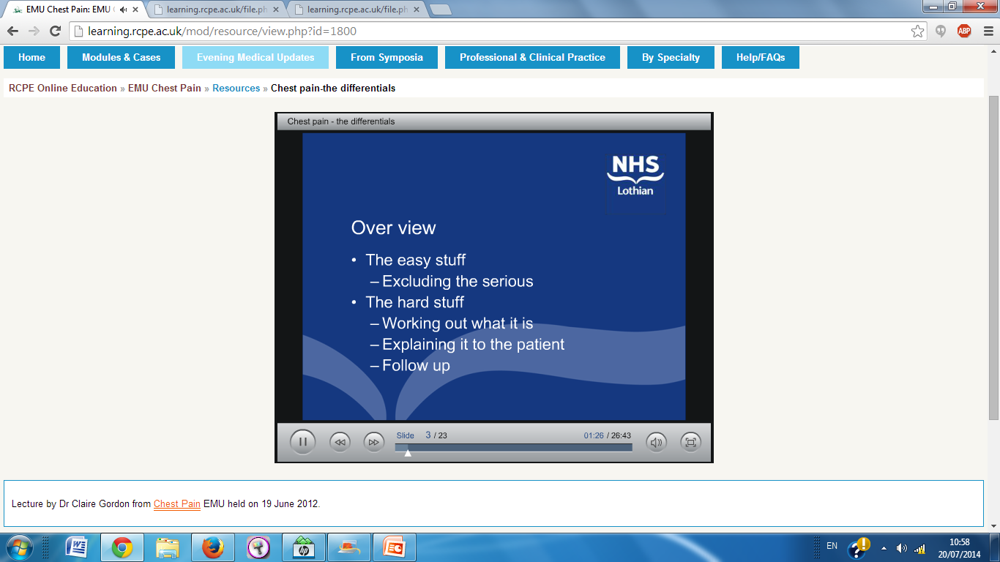 EMU Chest Pain: EMU
learning.rcpe.ac.uk/file.ph
learning.rcpe.ac.uk/file.ph
learning.rcpe.ac.uk/mod/resource/view.php?id=1800
ABP
Home Modules & Cases Evening Medical Updates From Symposia Professional & Clinical Practice By Specialty Help/FAQs
RCPE Online Education » EMU Chest Pain » Resources » Chest pain-the differentials
Chest pain - the differentials
NHS
Lothian
Over view
• The easy stuff
– Excluding the serious
• The hard stuff
– Working out what it is
– Explaining it to the patient
– Follow up
Slide 3 / 23 01:26 / 26:43
Lecture by Dr Claire Gordon from Chest Pain EMU held on 19 June 2012.
EN
10:58
20/07/2014